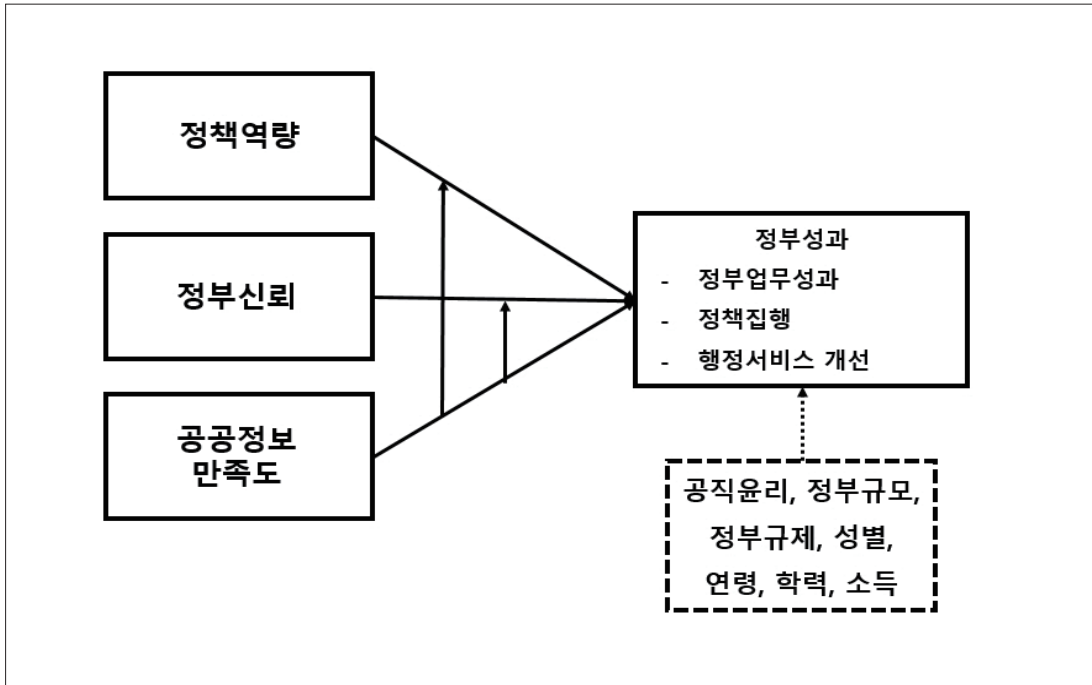 정책역량
정부신뢰
공공정보
만족도
정부성과
- 정부업무성과
- 정책집행
- 행정서비스 개선
공직윤리, 정부규모,
정부규제, 성별,
연령, 학력, 소득